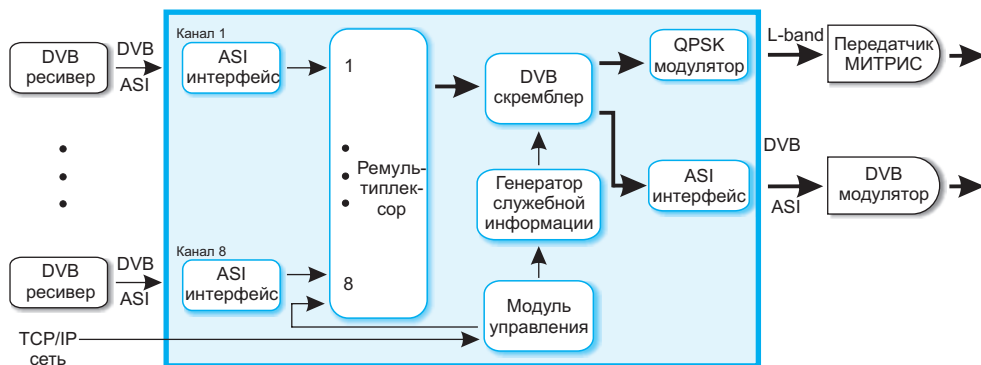 DVB
ресивер
DVB
ASI
Канал 1
ASI
интерфейс
1
8
Ремуль-
типлек-
сор
DVB
скремблер
QPSK
модулятор
L-band
Передатчик
МИТРИС
Генератор
служебной
информации
ASI
интерфейс
DVB
ASI
DVB
модулятор
DVB
ресивер
DVB
ASI
Канал 8
ASI
интерфейс
Модуль
управления
TCP/IP
сеть